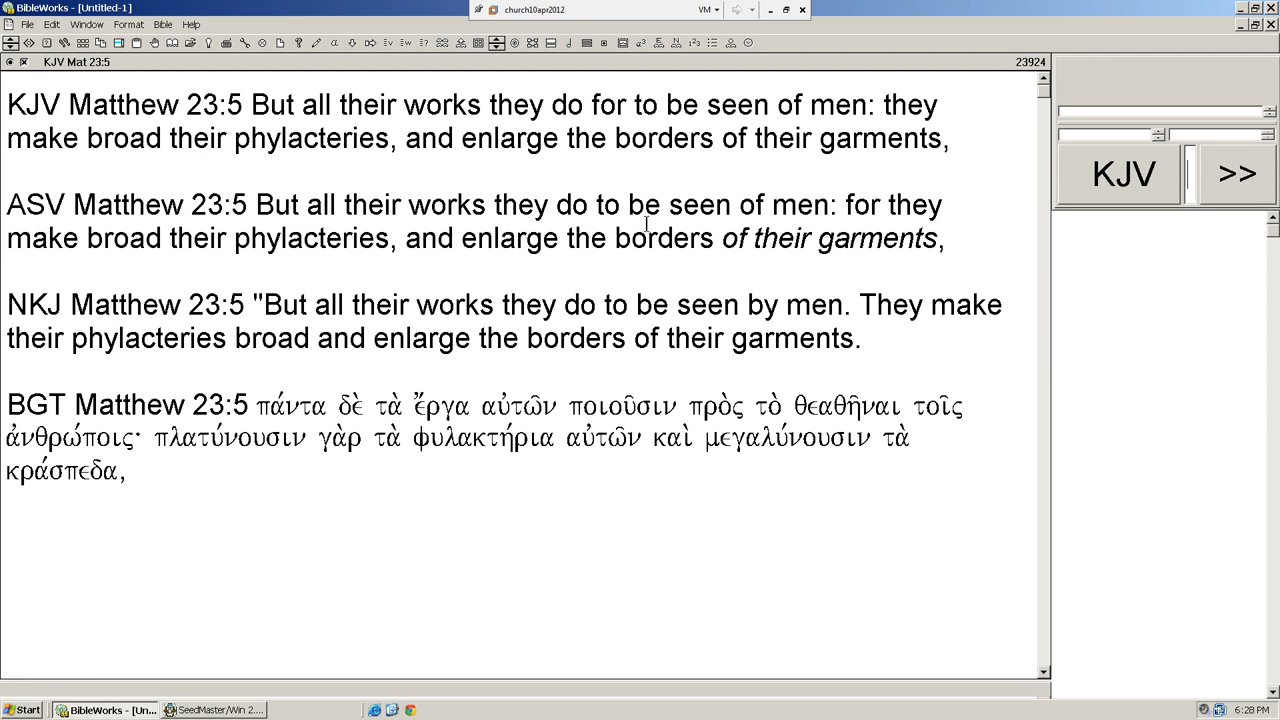 BibleWorks - [Untitled-1]
church10apr2012
VM
File Edit Window Format Bible Help
KJV Mat 23:5
23924
KJV Matthew 23:5 But all their works they do for to be seen of men: they
make broad their phylacteries, and enlarge the borders of their garments,
ASV Matthew 23:5 But all their works they do to be seen of men: for they
make broad their phylacteries, and enlarge the borders of their garments,
NKJ Matthew 23:5 "But all their works they do to be seen by men. They make
their phylacteries broad and enlarge the borders of their garments.
BGT Matthew 23:5 πάντα δὲ τὰ ἔργα αὐτῶν ποιοῦσιν πρὸς τὸ θεαθῆναι τοῖς
ἀνθρώποις· πλατύνουσιν γὰρ τὰ φυλακτήρια αὐτῶν καὶ μεγαλύνουσιν τὰ
κράσπεδα,
KJV
>>
Start
BibleWorks - [Un...
SeedMaster/Win 2....
6:28 PM